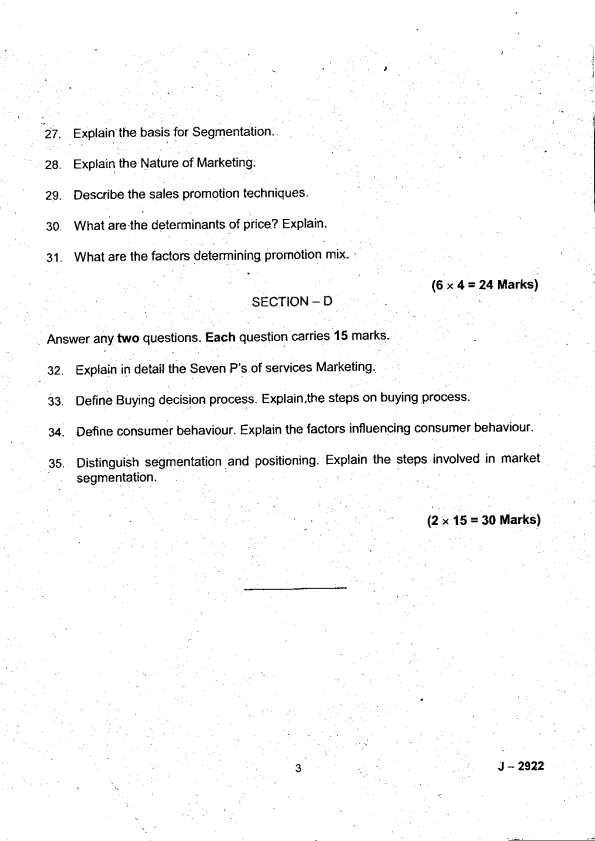 27. Explain the basis for Segmentation.
28. Explain the Nature of Marketing.
29. Describe the sales promotion techniques.
30. What are the determinants of price? Explain.
31. What are the factors determining promotion mix.
(6 × 4 = 24 Marks)
SECTION – D
Answer any two questions. Each question carries 15 marks.
32. Explain in detail the Seven P's of services Marketing.
33. Define Buying decision process. Explain the steps on buying process.
34. Define consumer behaviour. Explain the factors influencing consumer behaviour.
35. Distinguish segmentation and positioning. Explain the steps involved in market
segmentation.
(2 × 15 = 30 Marks)
3
J – 2922